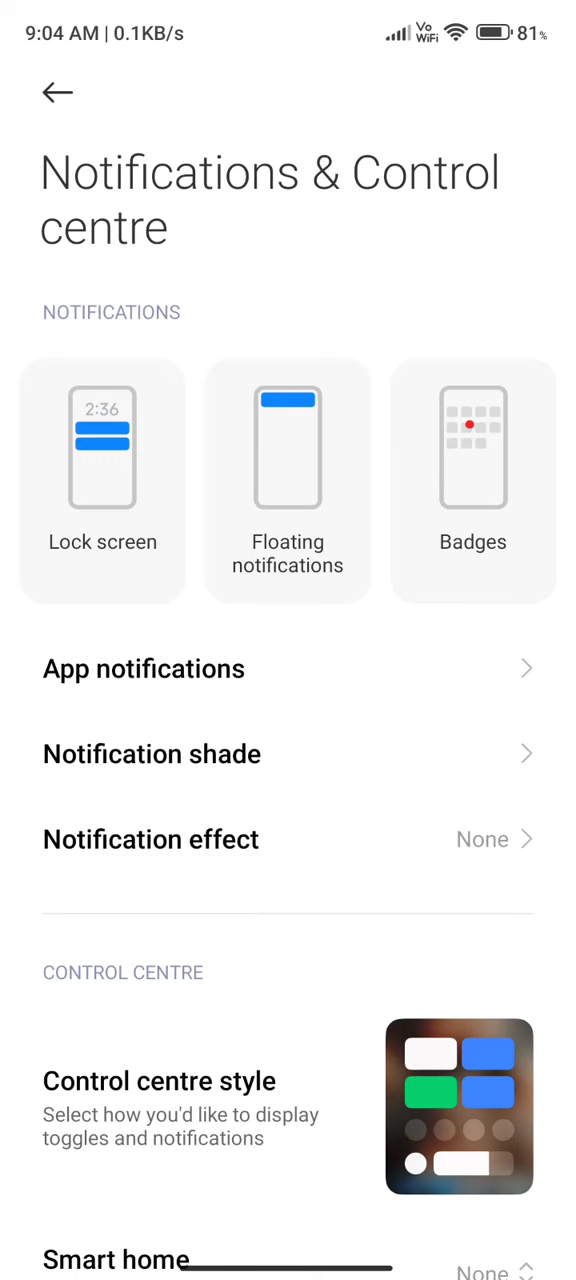 9:04 AM | 0.1KB/s Vo WiFi 81%
Notifications & Control
centre
NOTIFICATIONS
2:36
Lock screen
Floating
notifications
Badges
App notifications
Notification shade
Notification effect None
CONTROL CENTRE
Control centre style
Select how you'd like to display
toggles and notifications
Smart home None